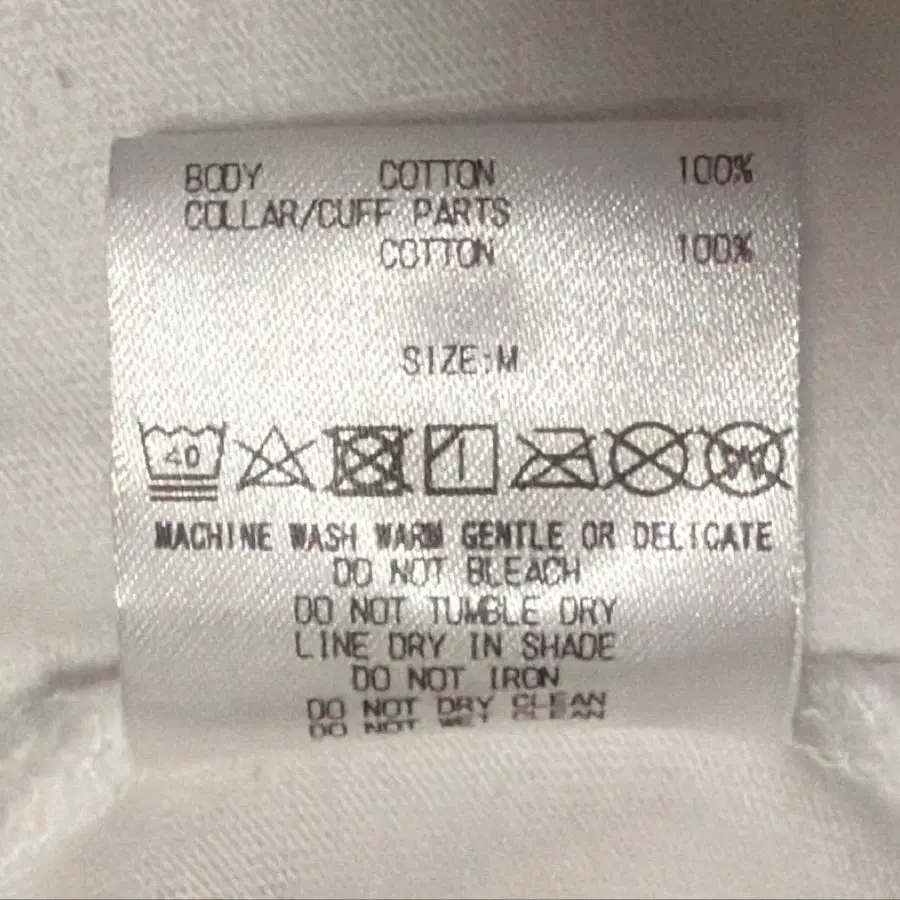 BODY COTTON 100%
COLLAR/CUFF PARTS
COTTON 100%
SIZE:M
40
W
MACHINE WASH WARM GENTLE OR DELICATE
DO NOT BLEACH
DO NOT TUMBLE DRY
LINE DRY IN SHADE
DO NOT IRON
DO NOT DRY CLEAN
DO NOT WET CLEAN